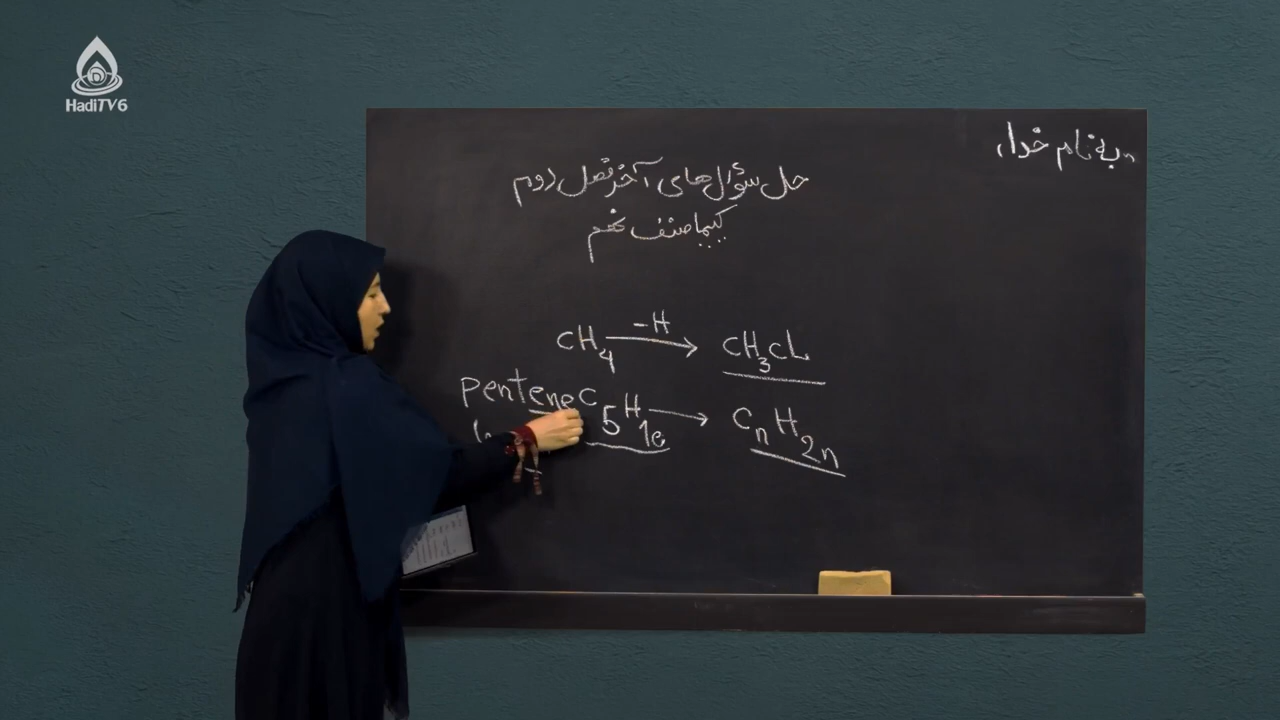 HadiTV6
به نام خدا
حل سؤال‌های آخر فصل دوم
کیمیا صنف نهم
CH4 —H→ CH3CL
pentene C5H10 → CnH2n